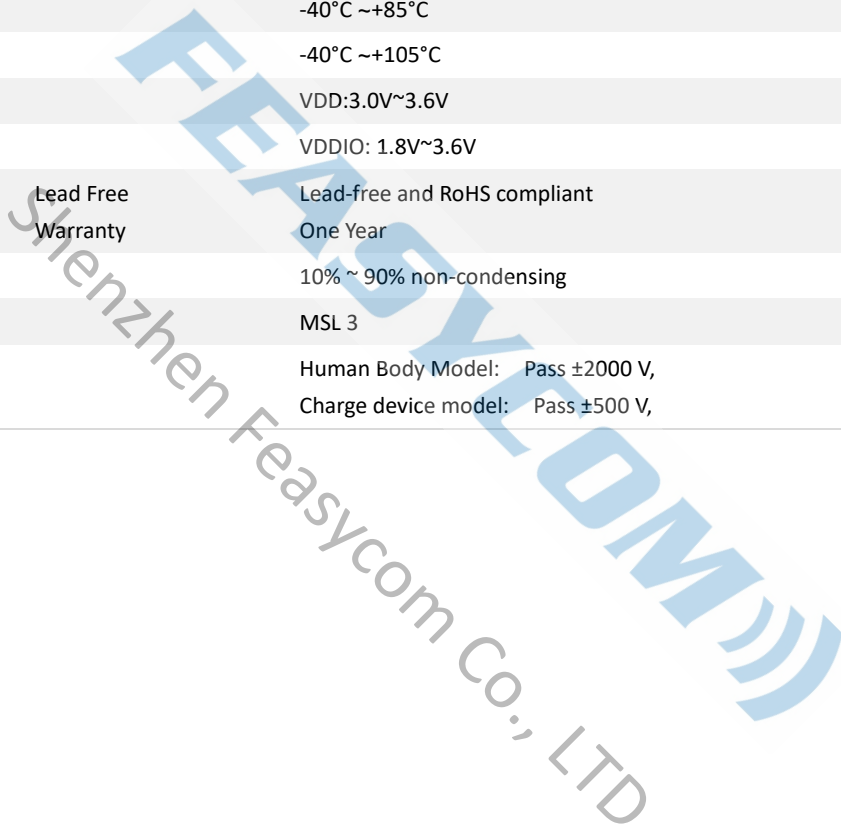 -40°C ~+85°C
-40°C ~+105°C
VDD:3.0V~3.6V
VDDIO: 1.8V~3.6V
Lead Free Lead-free and RoHS compliant
Warranty One Year
10% ~ 90% non-condensing
MSL 3
Human Body Model: Pass ±2000 V,
Charge device model: Pass ±500 V,
FEASYCOM
Shenzhen Feasycom Co., LTD